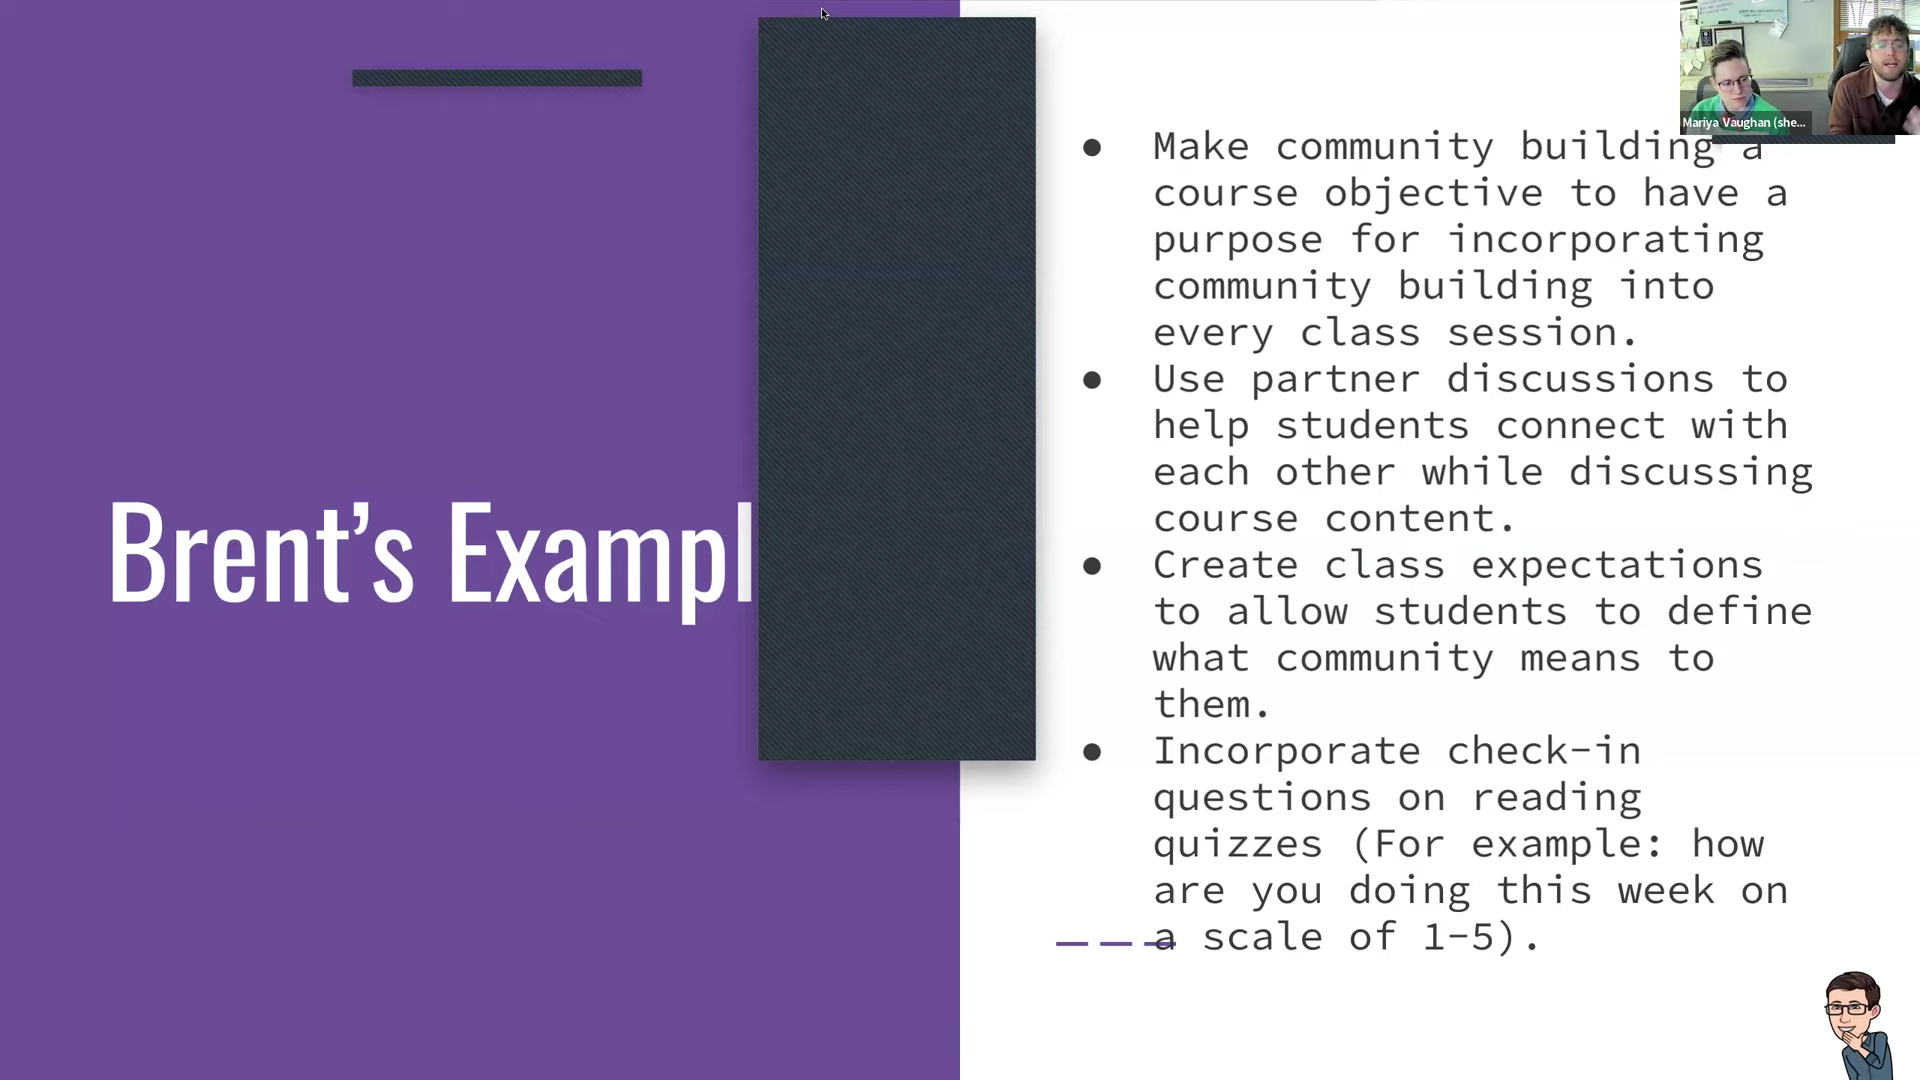 Brent’s Exampl
Mariya Vaughan (she...
● Make community building a
course objective to have a
purpose for incorporating
community building into
every class session.
● Use partner discussions to
help students connect with
each other while discussing
course content.
● Create class expectations
to allow students to define
what community means to
them.
● Incorporate check-in
questions on reading
quizzes (For example: how
are you doing this week on
a scale of 1-5).